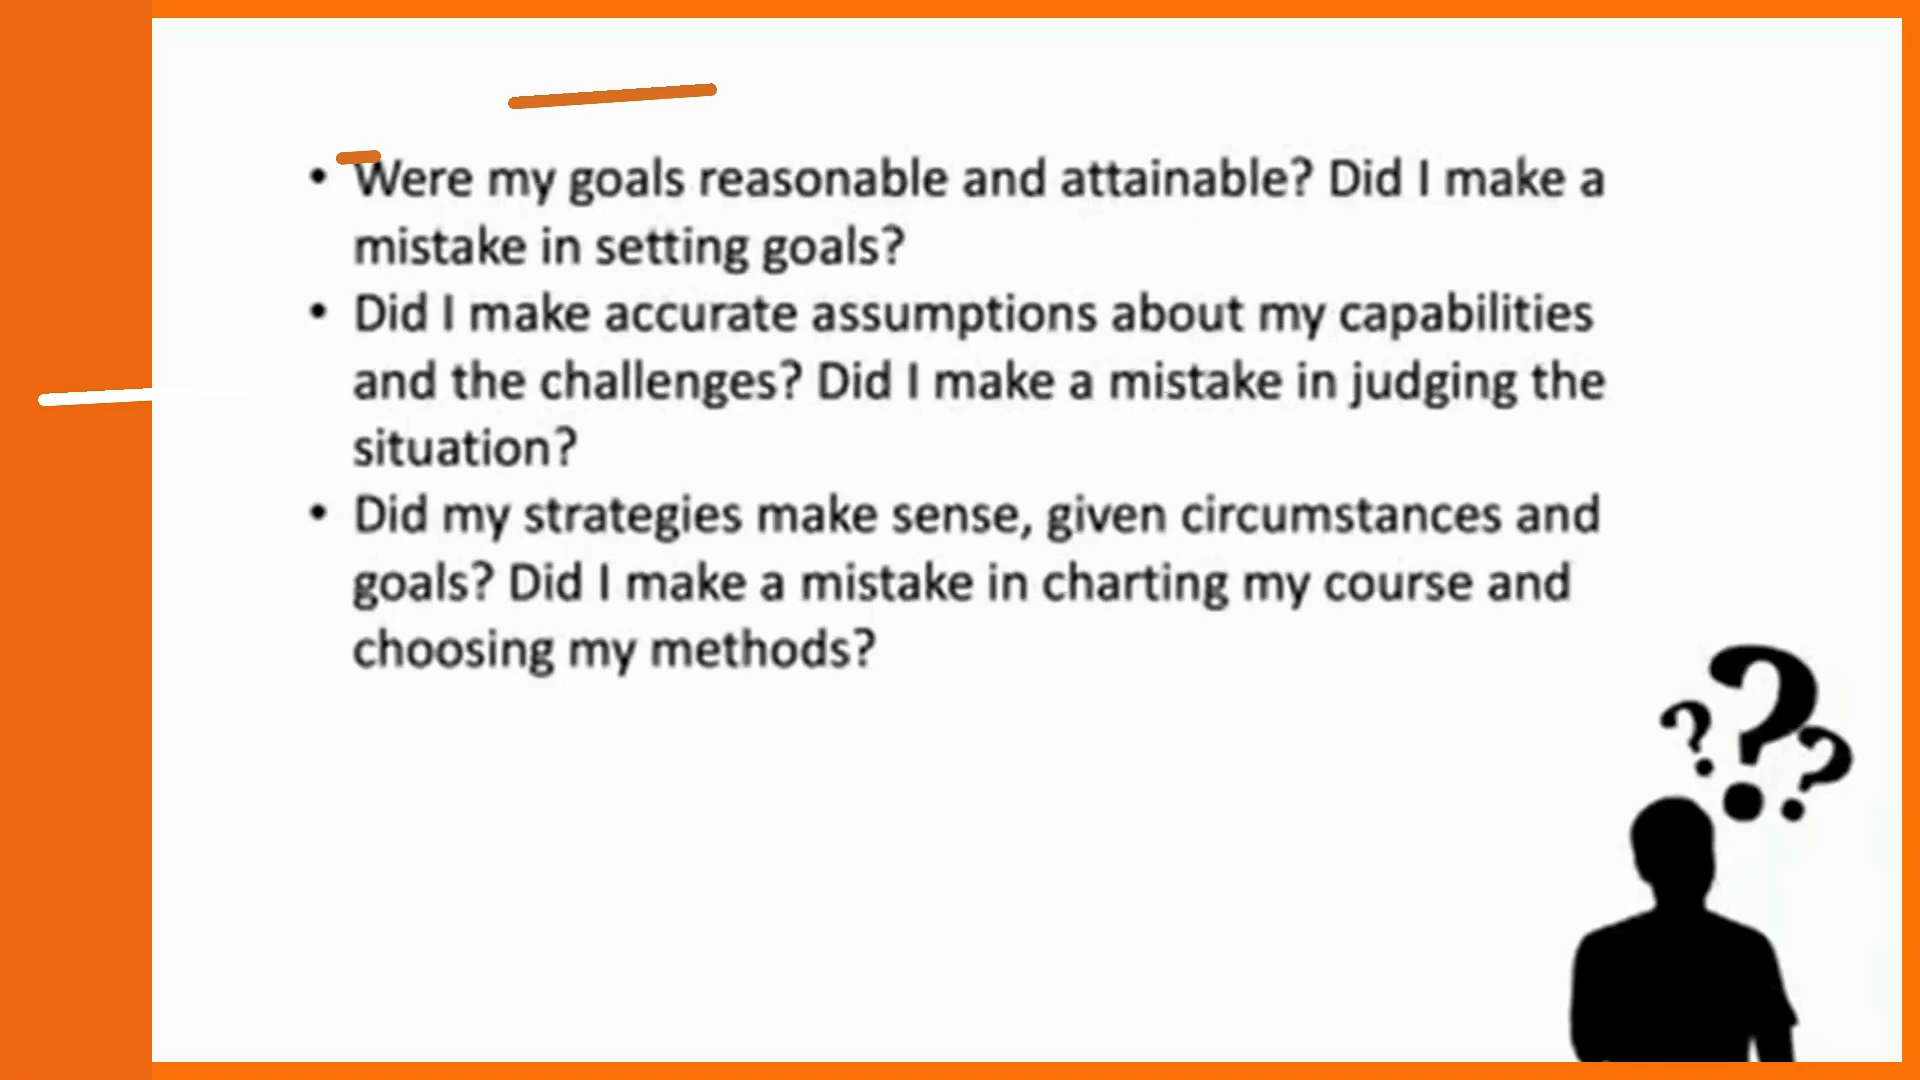 • Were my goals reasonable and attainable? Did I make a
mistake in setting goals?
• Did I make accurate assumptions about my capabilities
and the challenges? Did I make a mistake in judging the
situation?
• Did my strategies make sense, given circumstances and
goals? Did I make a mistake in charting my course and
choosing my methods?
? ? ?